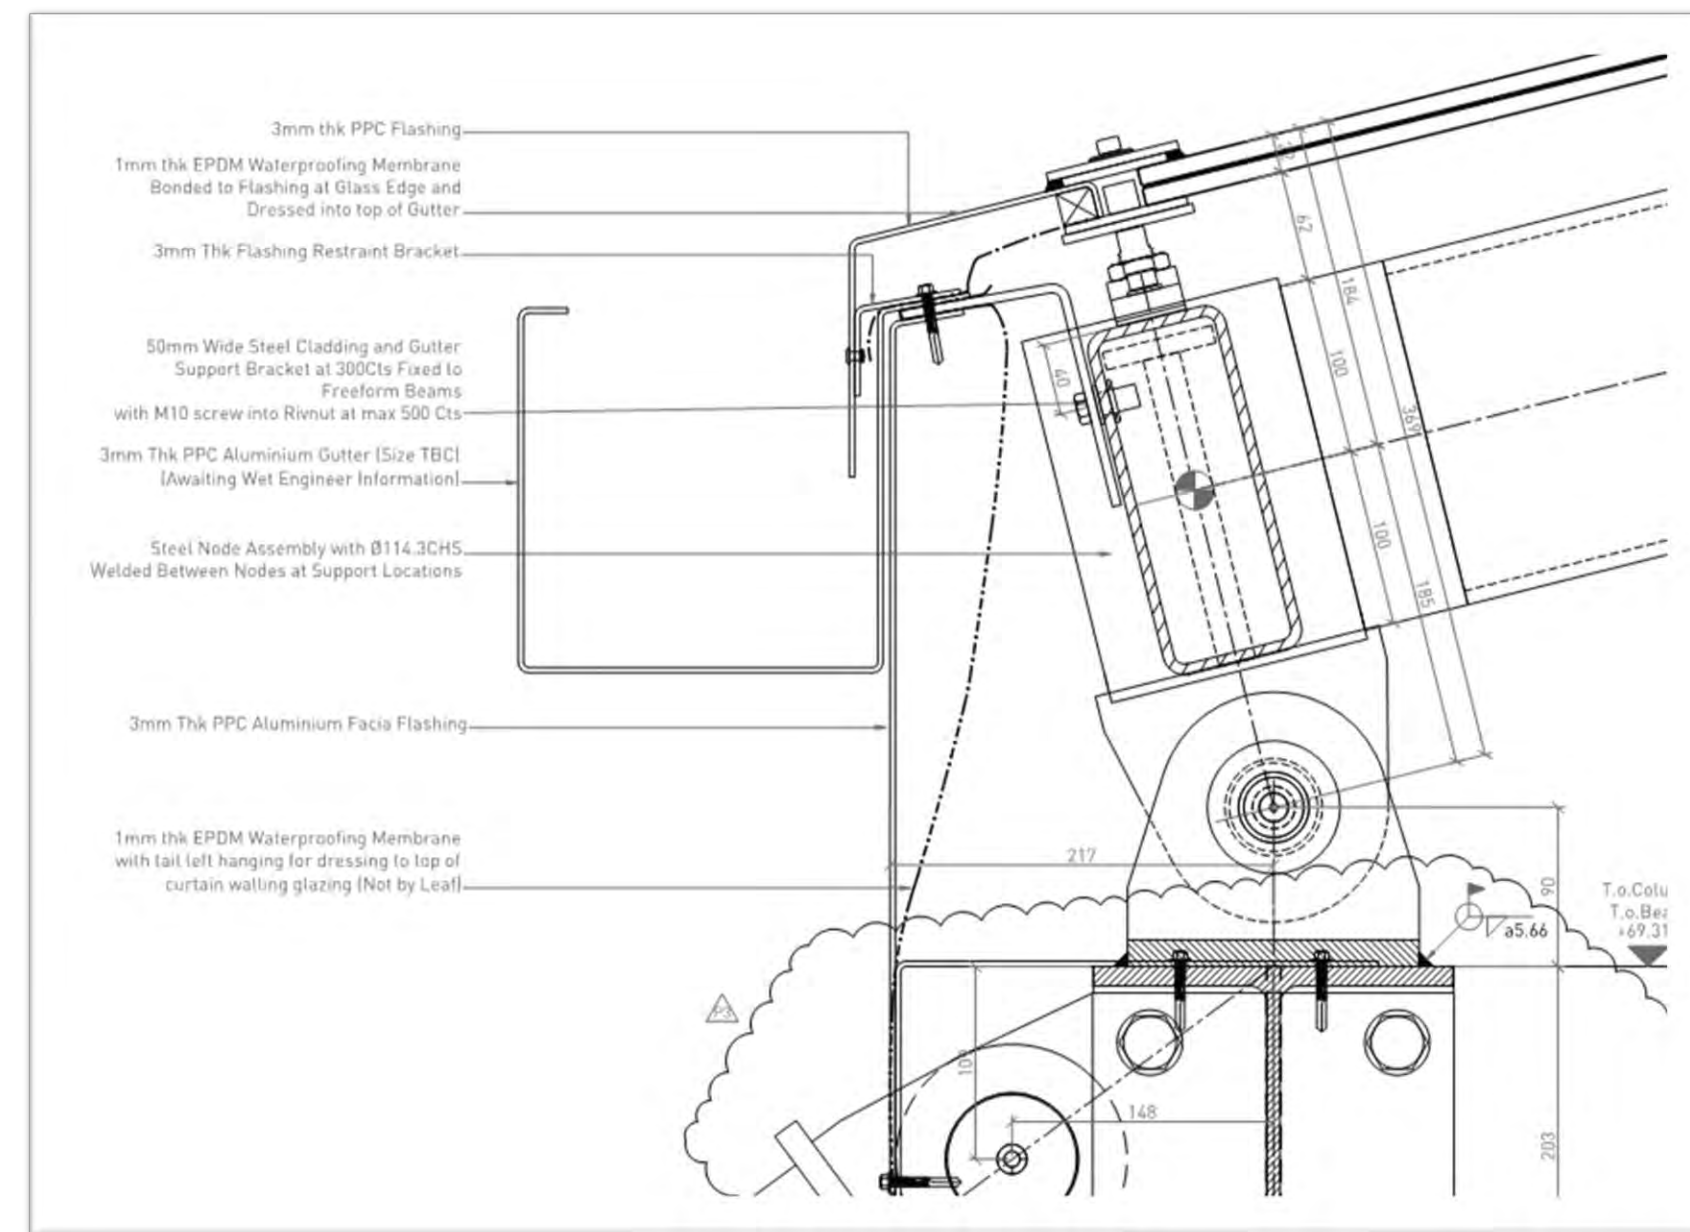 3mm thk PPC Flashing
1mm thk EPDM Waterproofing Membrane
Bonded to Flashing at Glass Edge and
Dressed into top of Gutter
3mm Thk Flashing Restraint Bracket
50mm Wide Steel Cladding and Gutter
Support Bracket at 300Cts Fixed to
Freeform Beams
with M10 screw into Rivnut at max 500 Cts
3mm Thk PPC Aluminium Gutter (Size TBC)
(Awaiting Wet Engineer Information)
Steel Node Assembly with Ø114.3CHS
Welded Between Nodes at Support Locations
3mm Thk PPC Aluminium Facia Flashing
1mm thk EPDM Waterproofing Membrane
with tail left hanging for dressing to top of
curtain walling glazing (Not by Leaf)
62
184
100
369
40
100
185
217
90
T.o.Colu
T.o.Bea
+69.31
a5.66
P3
148
203